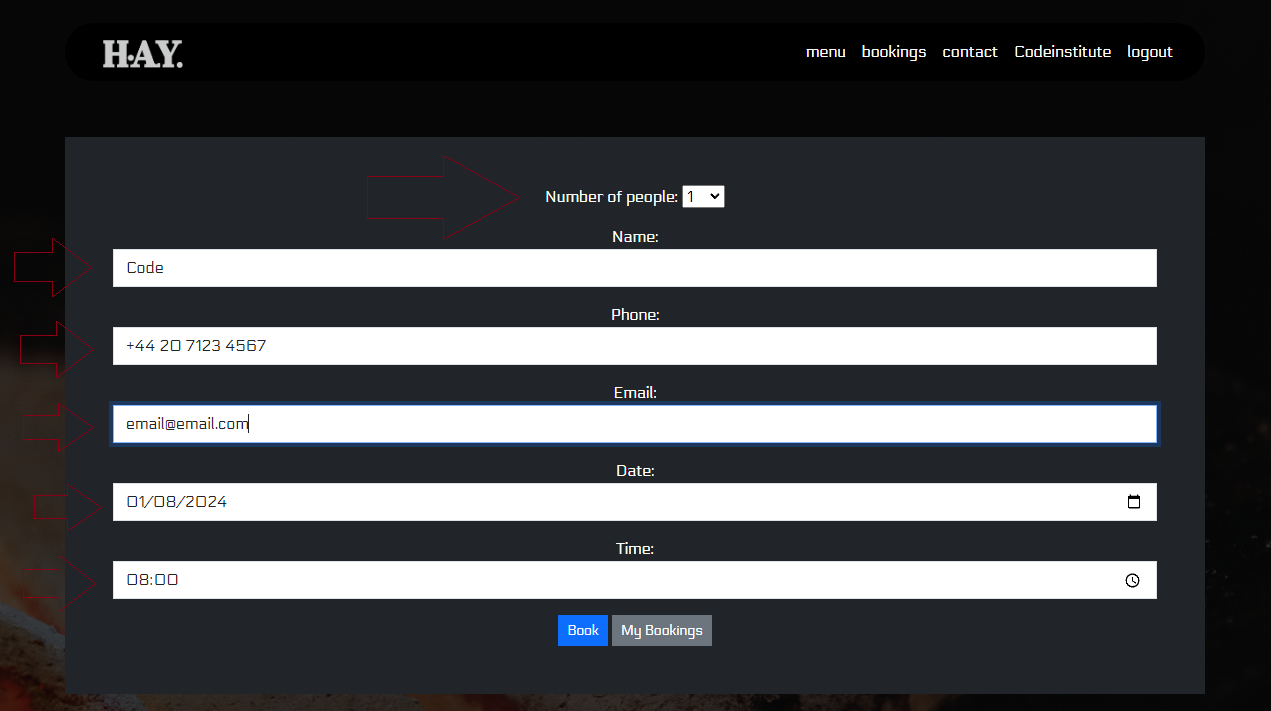 H.A.Y.
menu bookings contact Codeinstitute logout
Number of people: 1
Name:
Code
Phone:
+44 20 7123 4567
Email:
email@email.com
Date:
01/08/2024
Time:
08:00
Book My Bookings